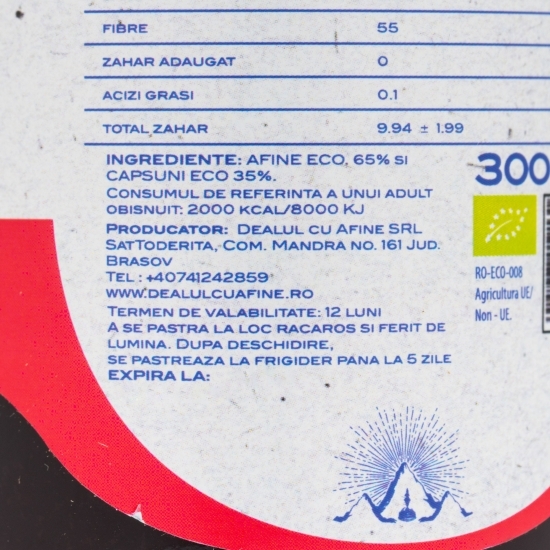 FIBRE 55
ZAHAR ADAUGAT 0
ACIZI GRASI 0.1
TOTAL ZAHAR 9.94 ± 1.99
INGREDIENTE: AFINE ECO, 65% SI
CAPSUNI ECO 35%.
CONSUMUL DE REFERINTA A UNUI ADULT
OBISNUIT: 2000 KCAL/8000 KJ
PRODUCATOR: DEALUL CU AFINE SRL
SATTODERITA, COM. MANDRA NO. 161 JUD.
BRASOV
TEL : +40741242859
WWW.DEALULCUAFINE.RO
TERMEN DE VALABILITATE: 12 LUNI
A SE PASTRA LA LOC RACAROS SI FERIT DE
LUMINA. DUPA DESCHIDIRE,
SE PASTREAZA LA FRIGIDER PANA LA 5 ZILE
EXPIRA LA:
300
RO-ECO-008
Agricultura UE/
Non - UE.